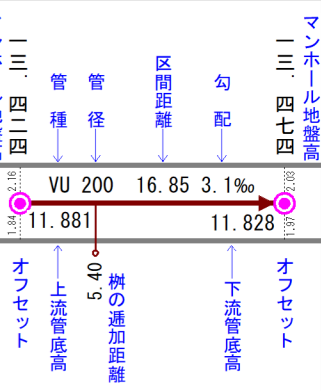 マンホール地盤高
一三.四七四
勾配
区間距離
管径
管種
一三.四二四
2.16
2.03
VU 200 16.85 3.1‰
1.84
1.97
11.881
11.828
5.40
オフセット
下流管底高
桝の逓加距離
上流管底高
オフセット